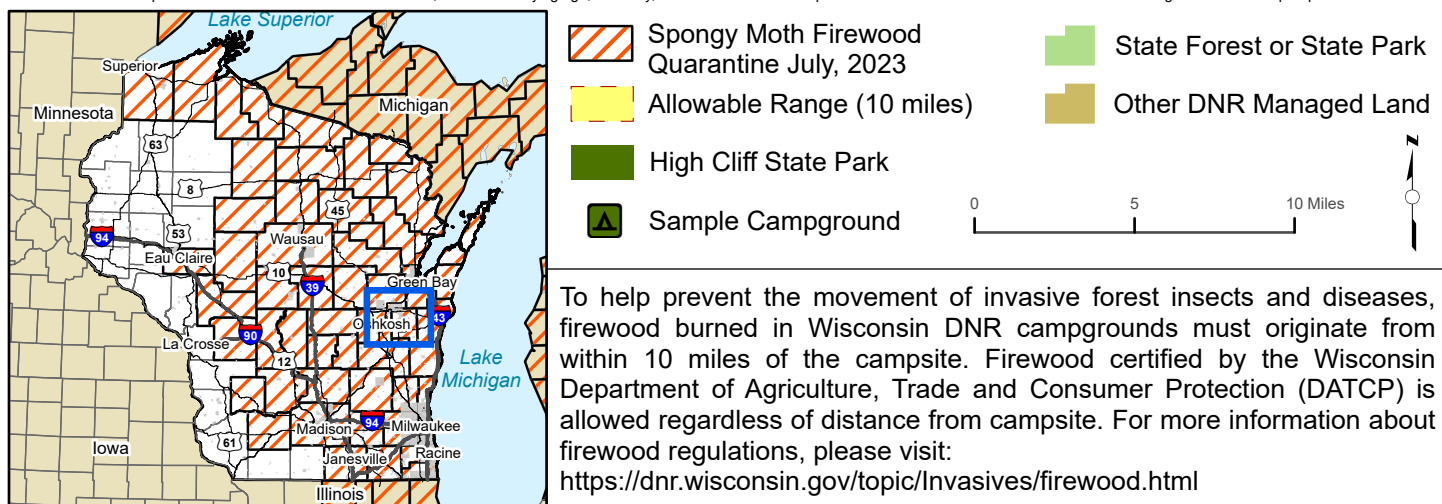 Lake Superior
Superior
Minnesota
Michigan
63
8
45
53
94
Wausau
Eau Claire
10
Green Bay
39
43
Oshkosh
90
La Crosse
12
Lake
Michigan
94
Madison
Milwaukee
61
Iowa
Racine
Janesville
Illinois
Spongy Moth Firewood
Quarantine July, 2023
Allowable Range (10 miles)
High Cliff State Park
Sample Campground
State Forest or State Park
Other DNR Managed Land
N
0 5 10 Miles
To help prevent the movement of invasive forest insects and diseases,
firewood burned in Wisconsin DNR campgrounds must originate from
within 10 miles of the campsite. Firewood certified by the Wisconsin
Department of Agriculture, Trade and Consumer Protection (DATCP) is
allowed regardless of distance from campsite. For more information about
firewood regulations, please visit:
https://dnr.wisconsin.gov/topic/Invasives/firewood.html